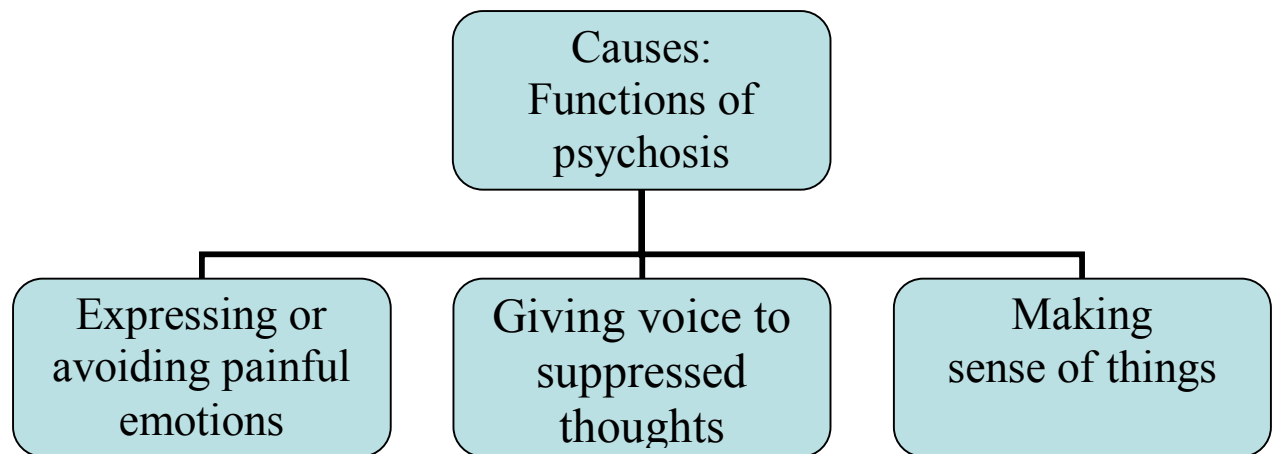 Causes:
Functions of
psychosis
Expressing or
avoiding painful
emotions
Giving voice to
suppressed
thoughts
Making
sense of things